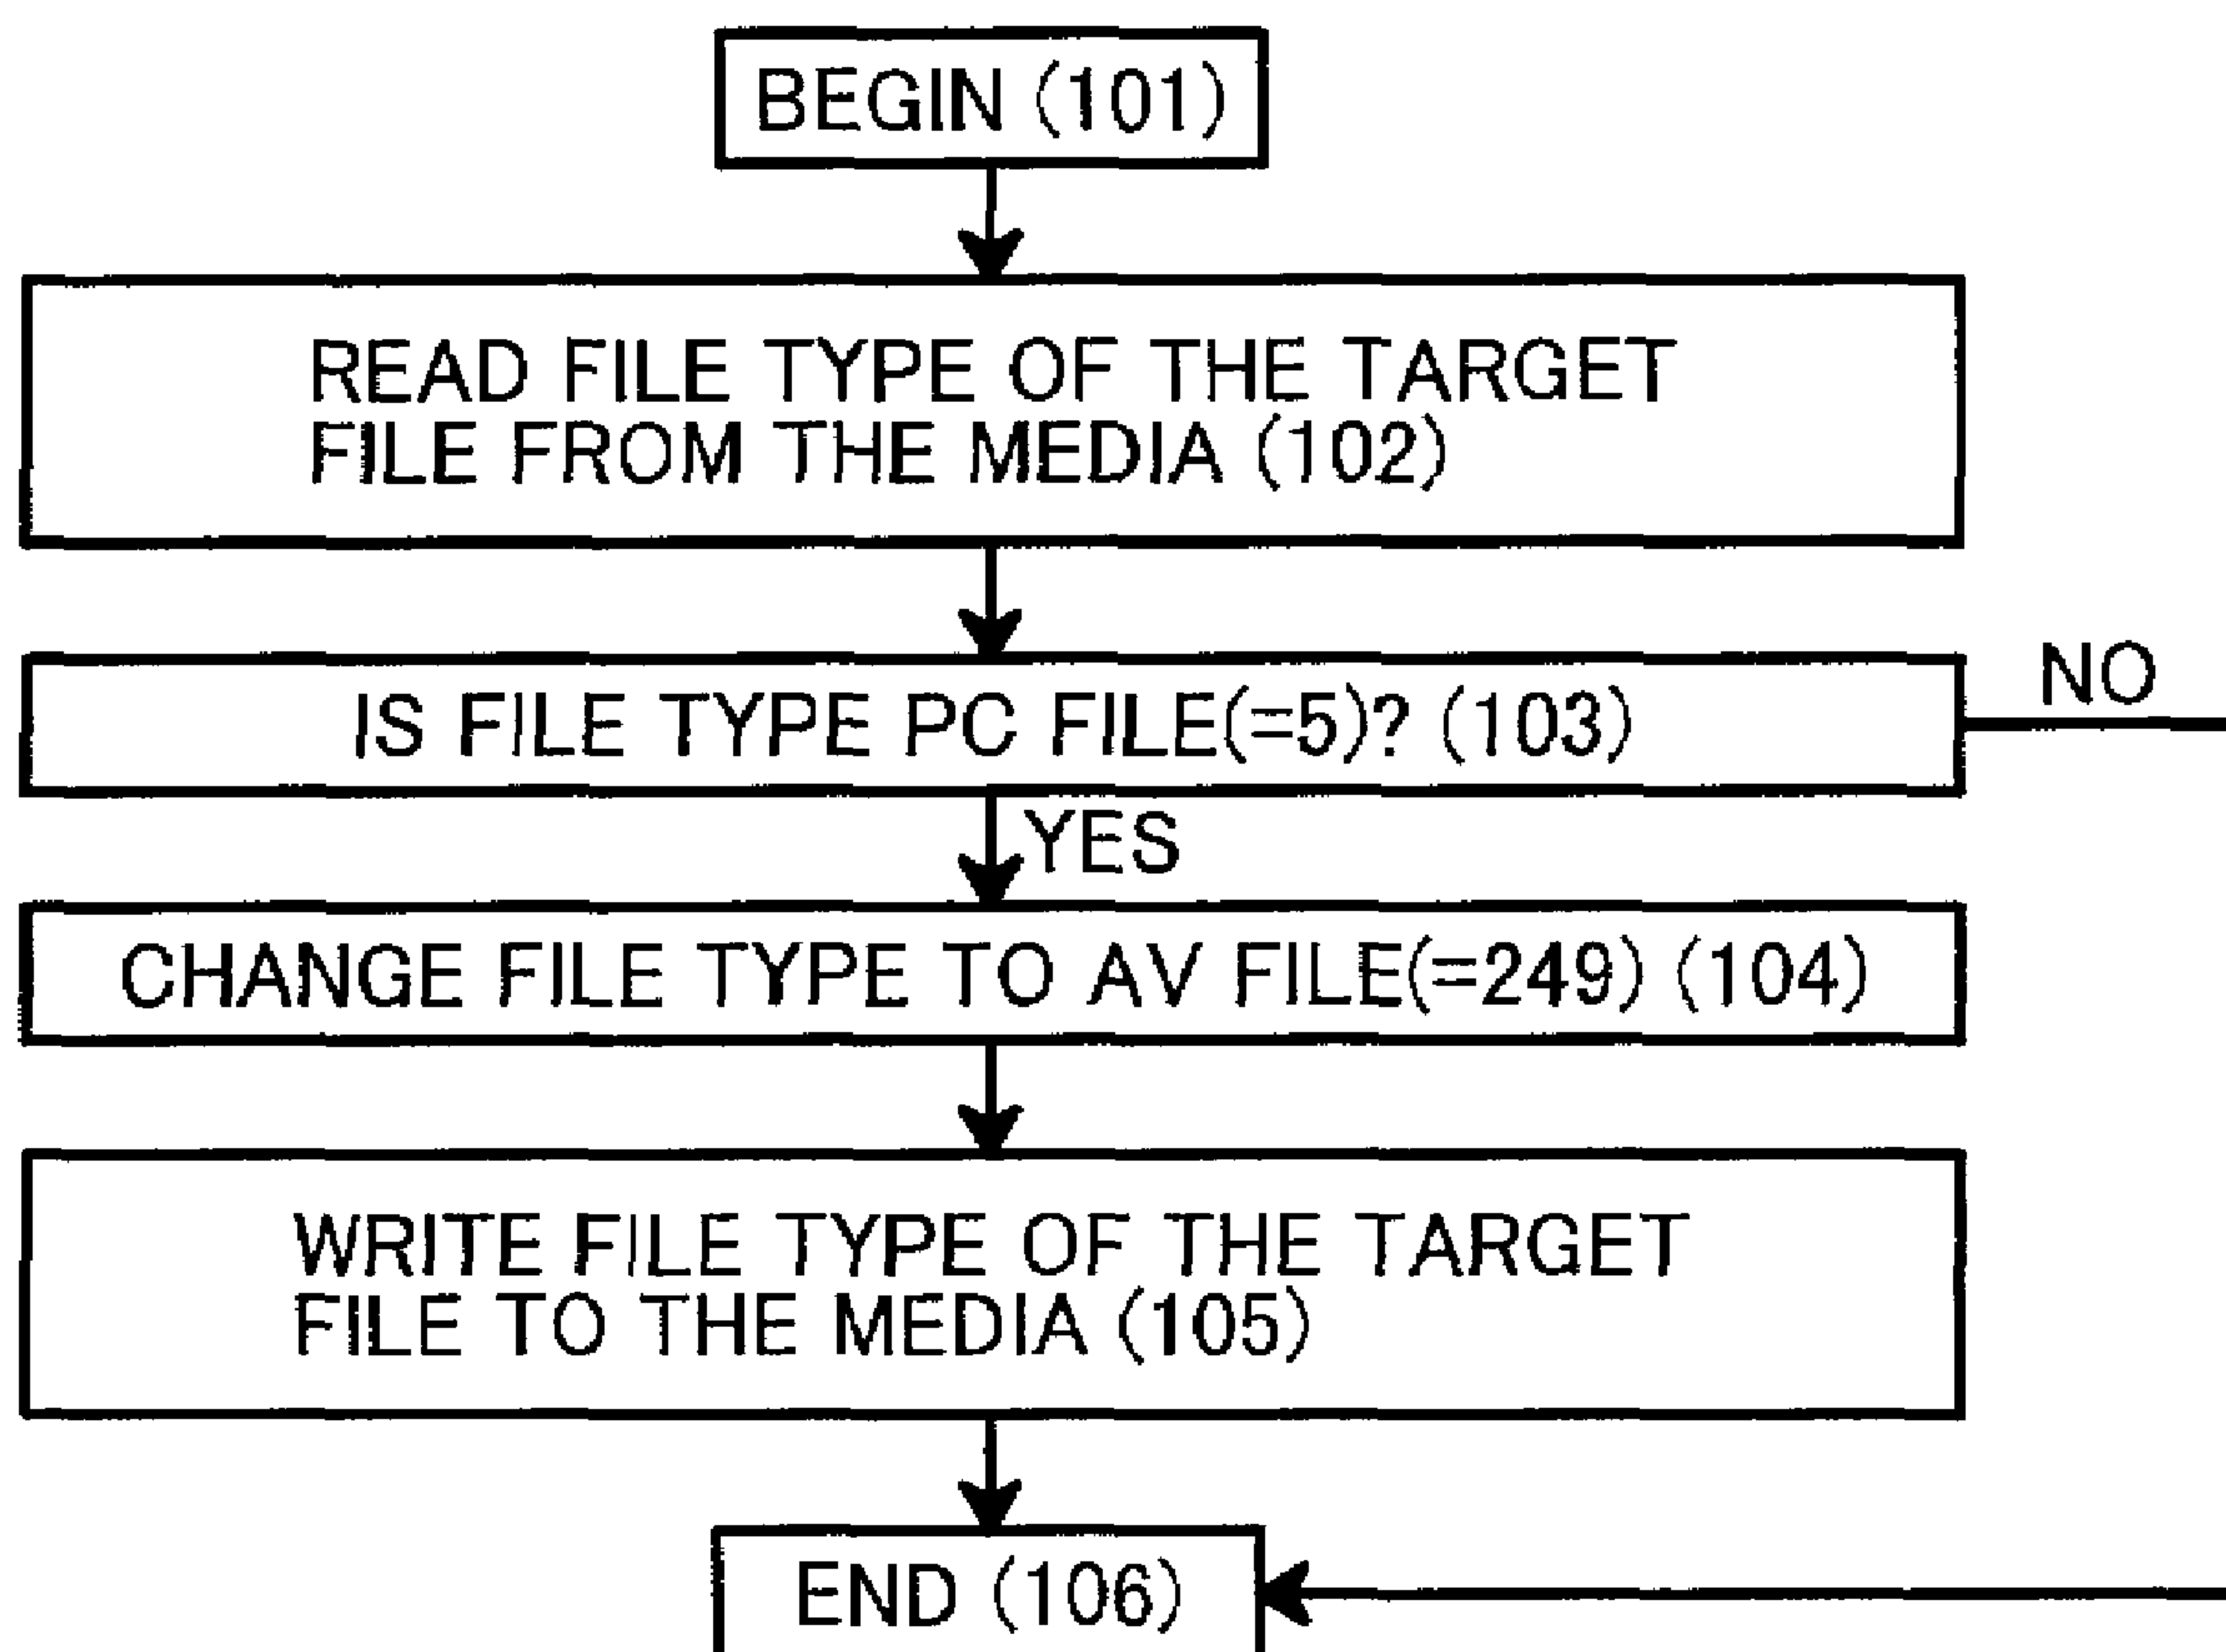 BEGIN (101)
READ FILE TYPE OF THE TARGET
FILE FROM THE MEDIA (102)
IS FILE TYPE PC FILE(=5)? (103)
NO
YES
CHANGE FILE TYPE TO AV FILE(=249) (104)
WRITE FILE TYPE OF THE TARGET
FILE TO THE MEDIA (105)
END (106)